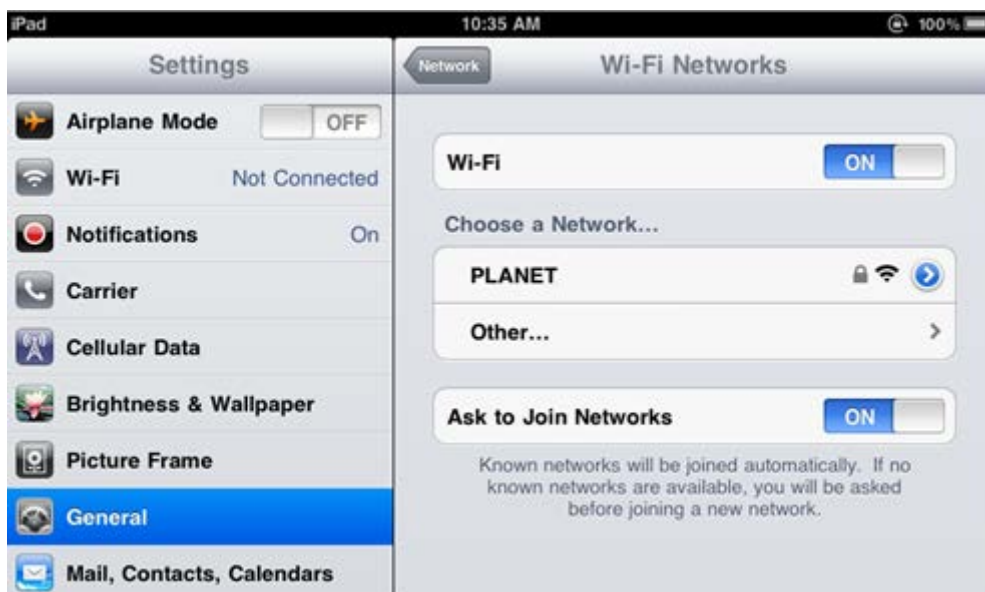 iPad 10:35 AM 100%
Settings
Airplane Mode OFF
Wi-Fi Not Connected
Notifications On
Carrier
Cellular Data
Brightness & Wallpaper
Picture Frame
General
Mail, Contacts, Calendars
Network Wi-Fi Networks
Wi-Fi ON
Choose a Network...
PLANET
Other...
Ask to Join Networks ON
Known networks will be joined automatically. If no
known networks are available, you will be asked
before joining a new network.